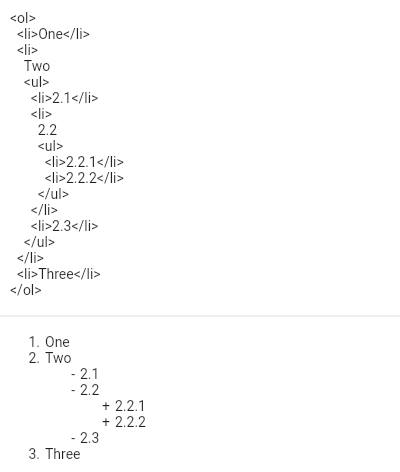 <ol>
<li>One</li>
<li>
Two
<ul>
<li>2.1</li>
<li>
2.2
<ul>
<li>2.2.1</li>
<li>2.2.2</li>
</ul>
</li>
<li>2.3</li>
</ul>
</li>
<li>Three</li>
</ol>
1. One
2. Two
- 2.1
- 2.2
+ 2.2.1
+ 2.2.2
- 2.3
3. Three